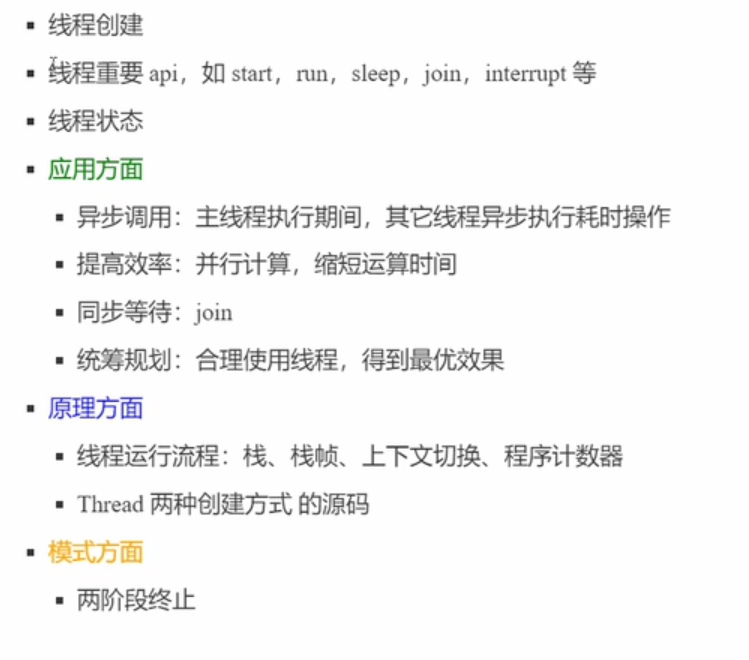 线程创建
线程重要 api，如 start，run，sleep，join，interrupt 等
线程状态
应用方面
异步调用：主线程执行期间，其它线程异步执行耗时操作
提高效率：并行计算，缩短运算时间
同步等待：join
统筹规划：合理使用线程，得到最优效果
原理方面
线程运行流程：栈、栈帧、上下文切换、程序计数器
Thread 两种创建方式 的源码
模式方面
两阶段终止